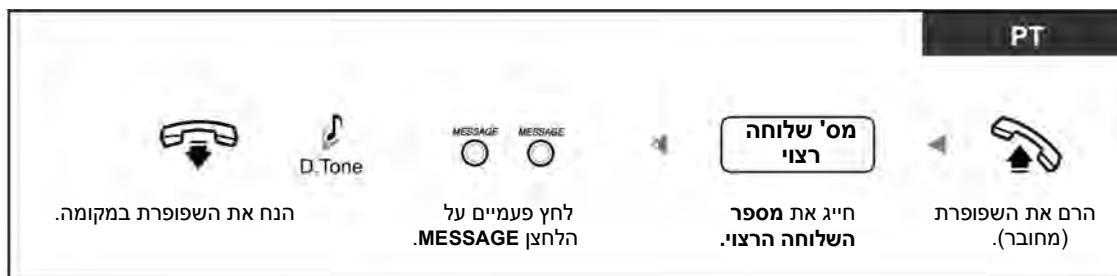 PT
מס' שלוחה
רצוי
MESSAGE MESSAGE
D.Tone
הרם את השפופרת
(מחובר).
חייג את מספר
השלוחה הרצוי.
לחץ פעמיים על
הלחצן MESSAGE.
הנח את השפופרת במקומה.